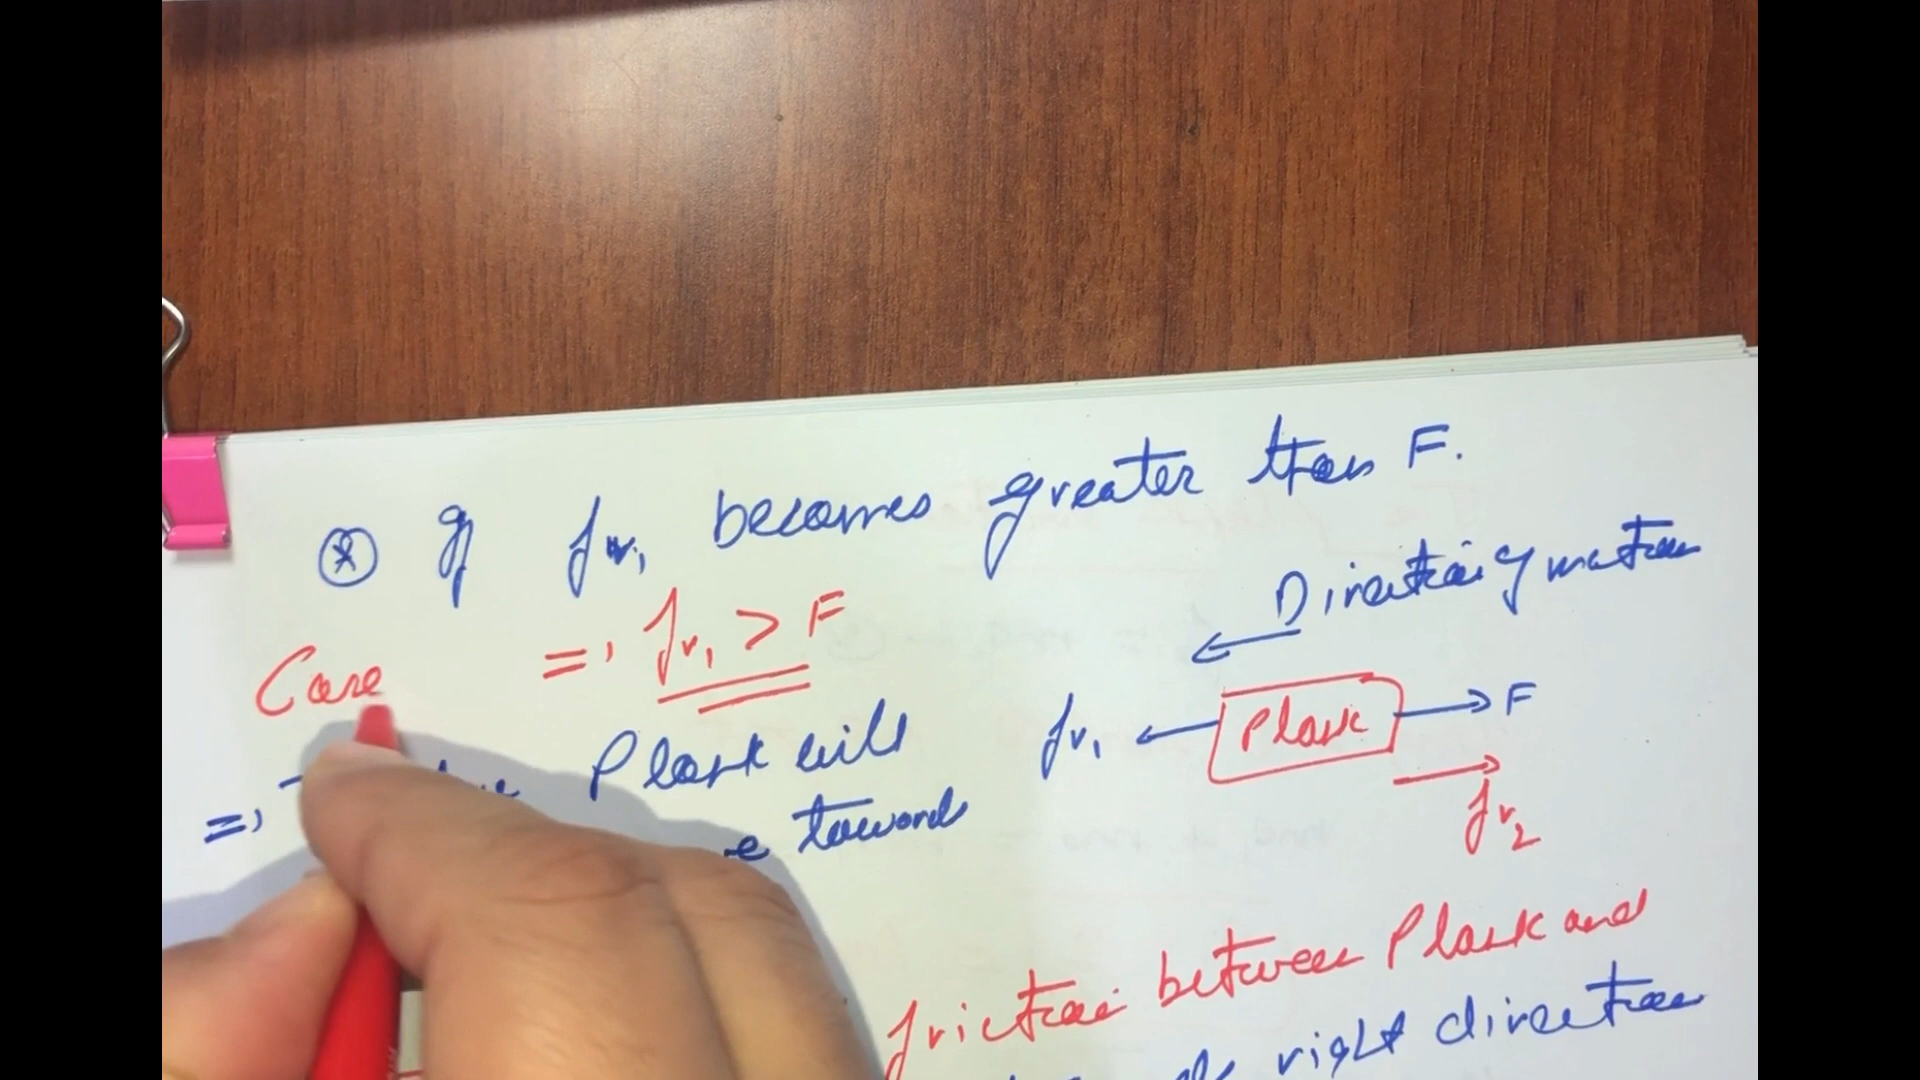 * If fr1 becomes greater than F.
Direction of motion
Case => fr1 > F
fr1 Plank F
=> Plank will
fr2
toward
friction between Plank and
right direction